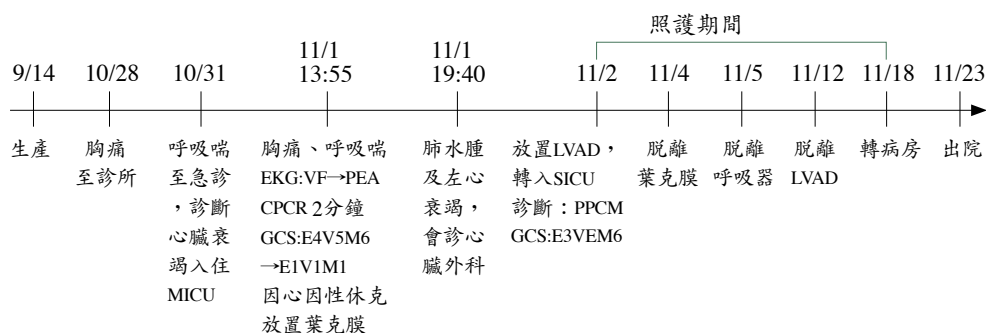 照護期間
9/14
10/28
10/31
11/1
13:55
11/1
19:40
11/2
11/4
11/5
11/12
11/18
11/23
生產
胸痛
至診所
呼吸喘
至急診
，診斷
心臟衰
竭入住
MICU
胸痛、呼吸喘
EKG:VF→PEA
CPCR 2分鐘
GCS:E4V5M6
→E1V1M1
因心因性休克
放置葉克膜
肺水腫
及左心
衰竭，
會診心
臟外科
放置LVAD，
轉入SICU
診斷：PPCM
GCS:E3VEM6
脱離
葉克膜
脱離
呼吸器
脱離
LVAD
轉病房
出院